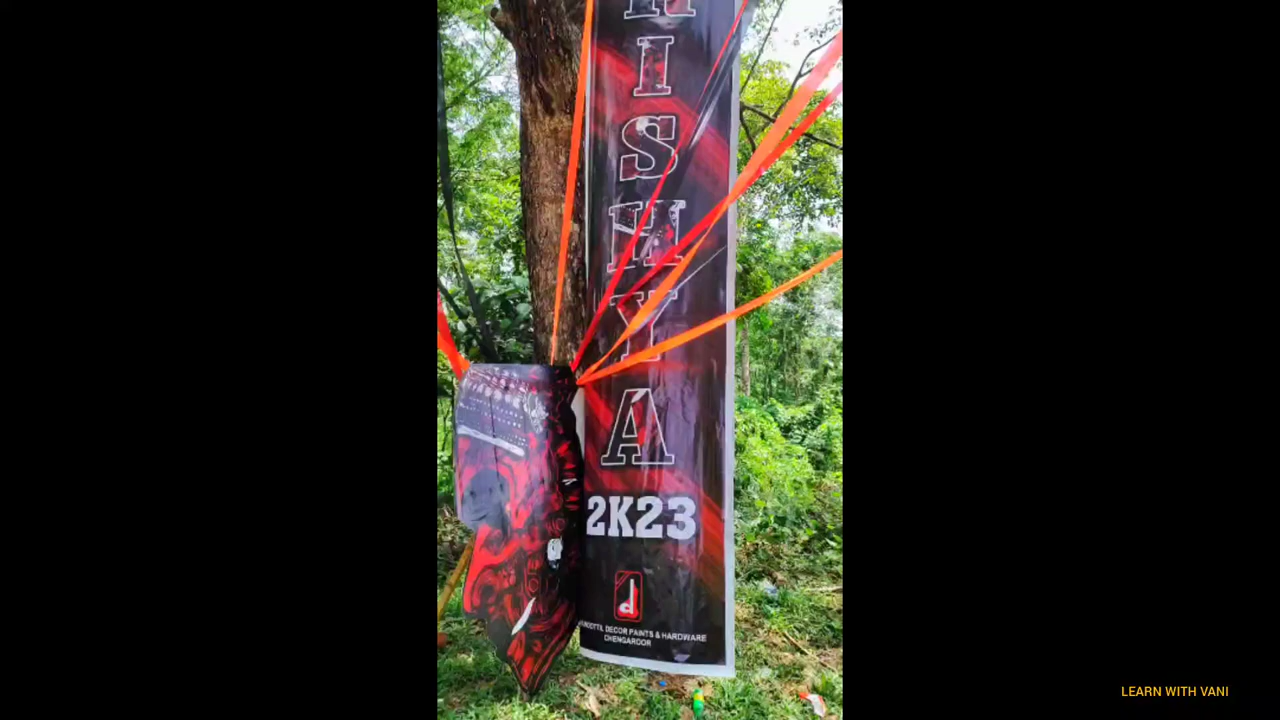 I
S
H
Y
A
2K23
d
DECOR PAINTS & HARDWARE
CHENGAROOR
LEARN WITH VANI